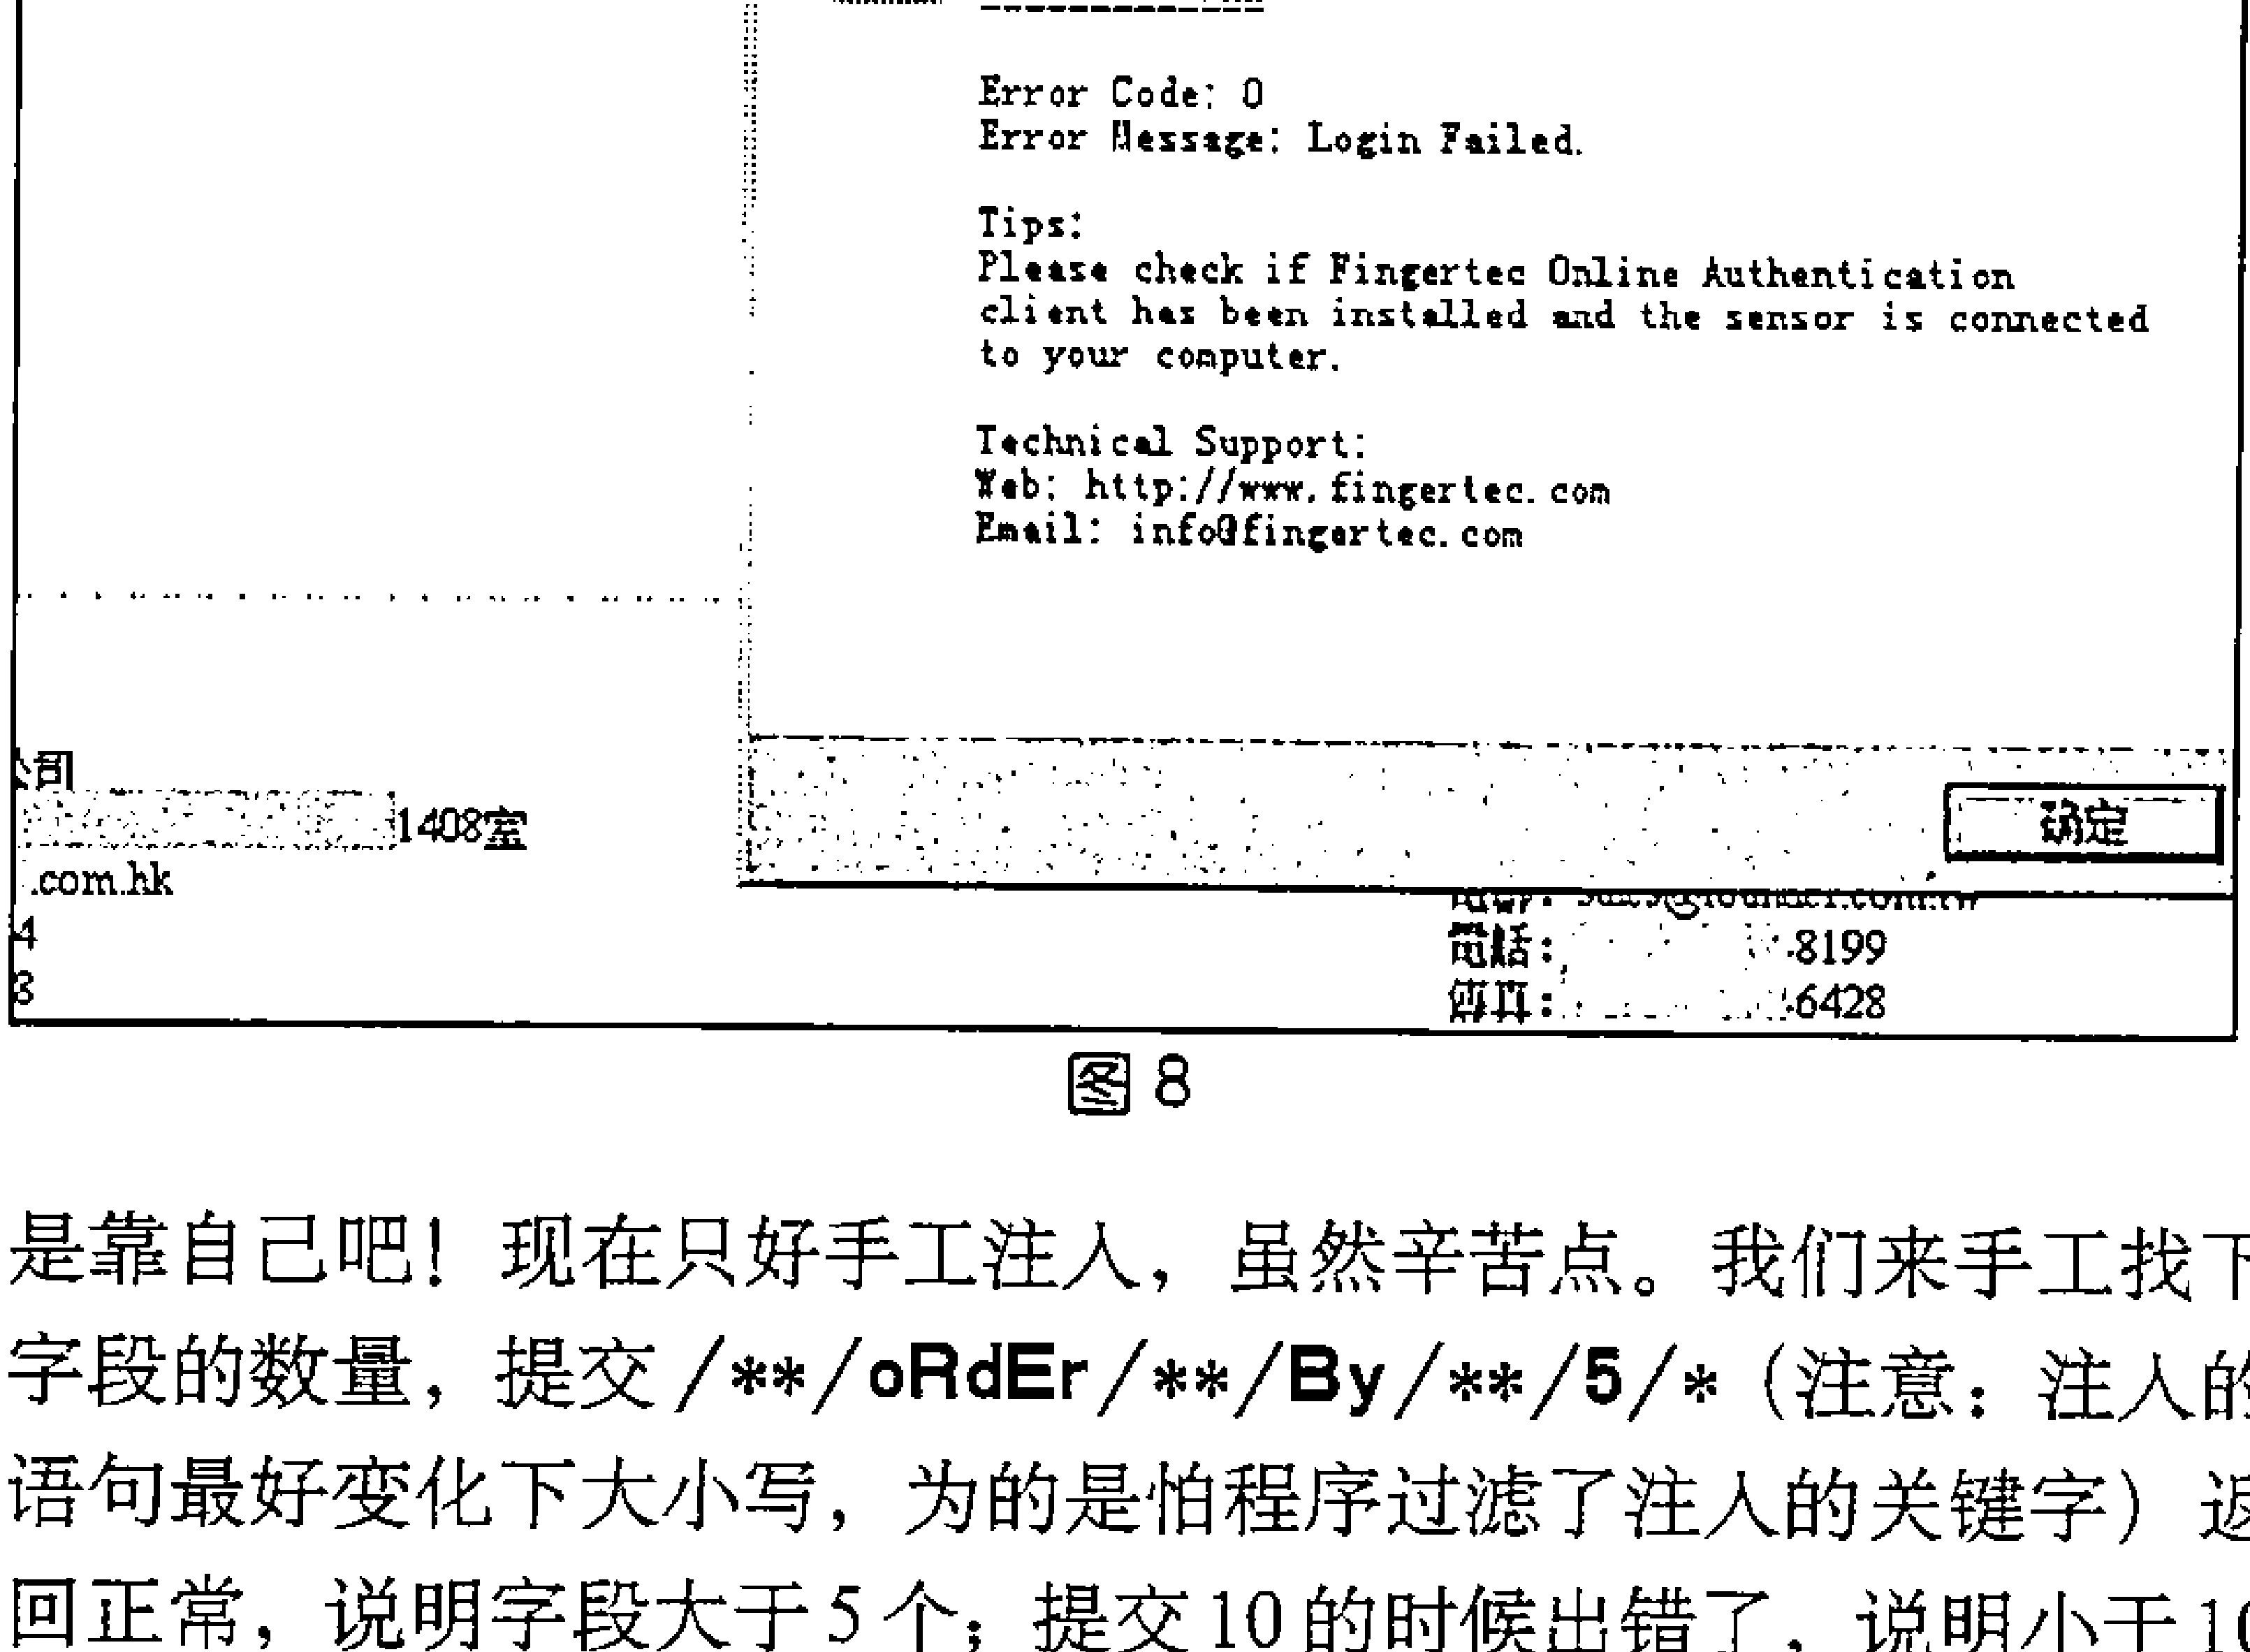 Error Code: 0
Error Message: Login Failed.
Tips:
Please check if Fingertec Online Authentication
client has been installed and the sensor is connected
to your computer.
Technical Support:
Web: http://www.fingertec.com
Email: info@fingertec.com
公司
1408室
确定
.com.hk
4
電話: 8199
8
傳真: 6428
图 8
是靠自己吧！现在只好手工注入，虽然辛苦点。我们来手工找下
字段的数量，提交/**/oRdEr/**/By/**/5/*（注意：注入的
语句最好变化下大小写，为的是怕程序过滤了注入的关键字）返
回正常，说明字段大于5个；提交10的时候出错了，说明小于10